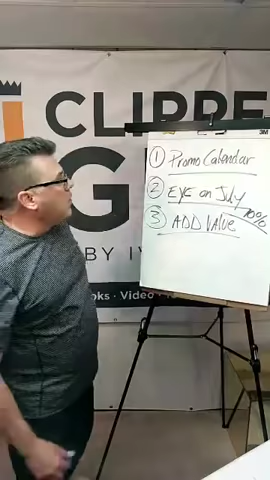 CLIPPE
G
BY IV
oks · Video
3M
① Promo Calendar
② EYE on July
10%
③ ADD Value